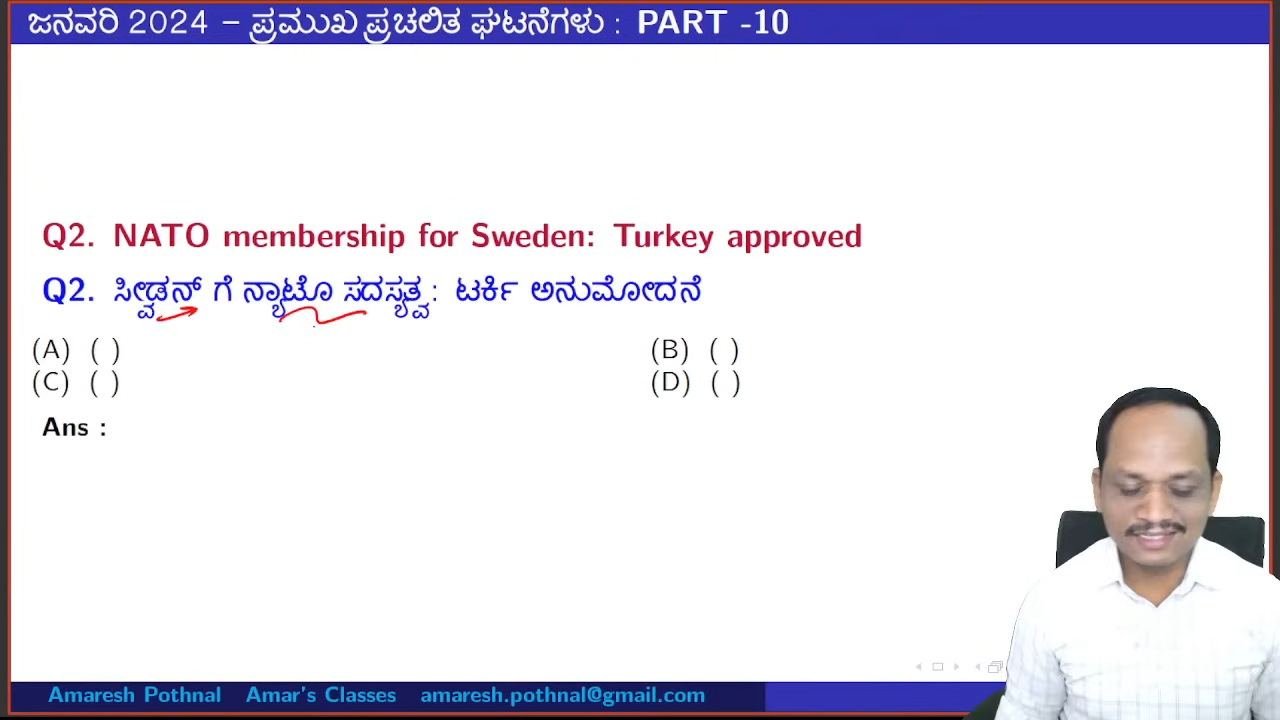 ಜನವರಿ 2024 – ಪ್ರಮುಖ ಪ್ರಚಲಿತ ಘಟನೆಗಳು : PART -10
Q2. NATO membership for Sweden: Turkey approved
Q2. ಸೀಡ್ವನ್ ಗೆ ನ್ಯಾಟೊ ಸದಸ್ಯತ್ವ: ಟರ್ಕಿ ಅನುಮೋದನೆ
(A) ( ) (B) ( )
(C) ( ) (D) ( )
Ans :
Amaresh Pothnal Amar's Classes amaresh.pothnal@gmail.com